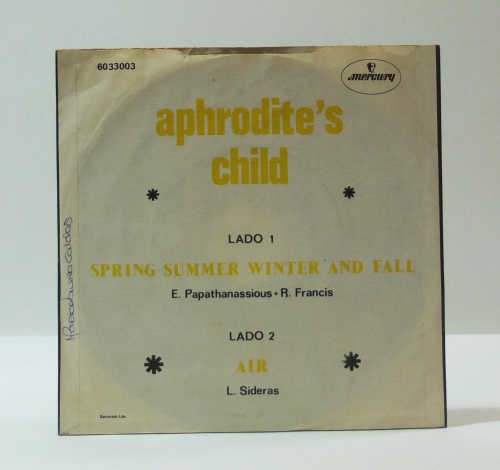 6033003
mercury
aphrodite's
child
LADO 1
SPRING SUMMER WINTER AND FALL
E. Papathanassious • R. Francis
LADO 2
AIR
L. Sideras